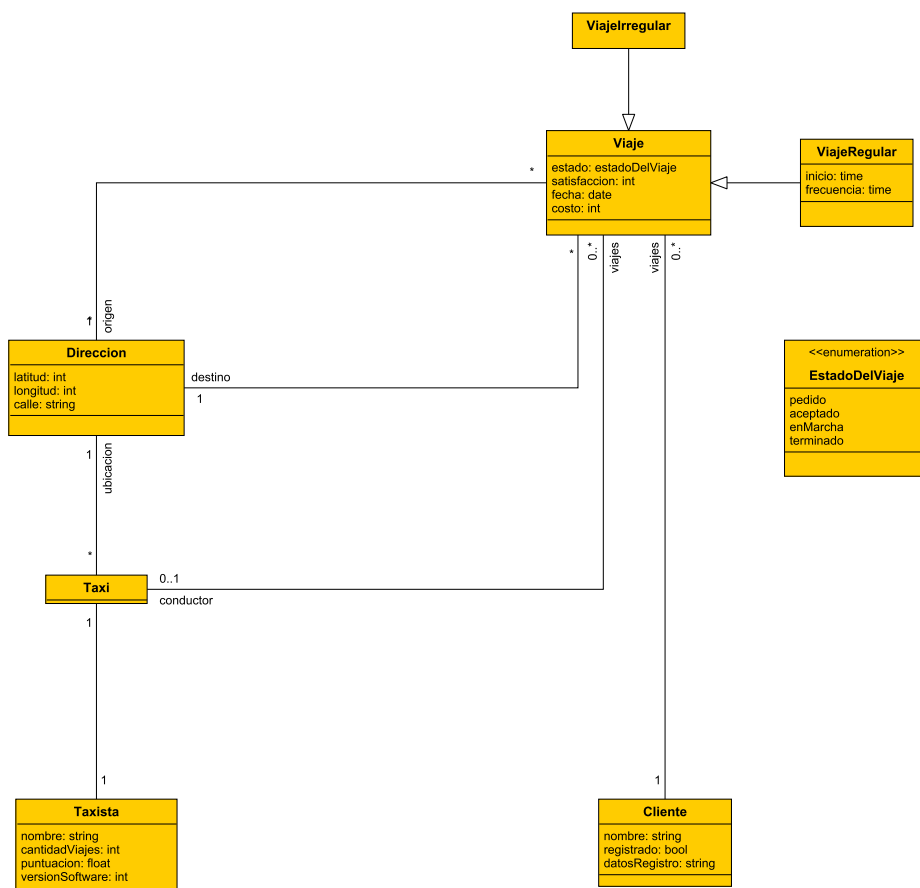 ViajeIrregular
Viaje
estado: estadoDelViaje
satisfaccion: int
fecha: date
costo: int
ViajeRegular
inicio: time
frecuencia: time
*
*
0..*
viajes
viajes
0..*
origen
Direccion
latitud: int
longitud: int
calle: string
destino
1
<<enumeration>>
EstadoDelViaje
pedido
aceptado
enMarcha
terminado
1
ubicacion
*
Taxi
0..1
conductor
1
1
1
Taxista
nombre: string
cantidadViajes: int
puntuacion: float
versionSoftware: int
Cliente
nombre: string
registrado: bool
datosRegistro: string